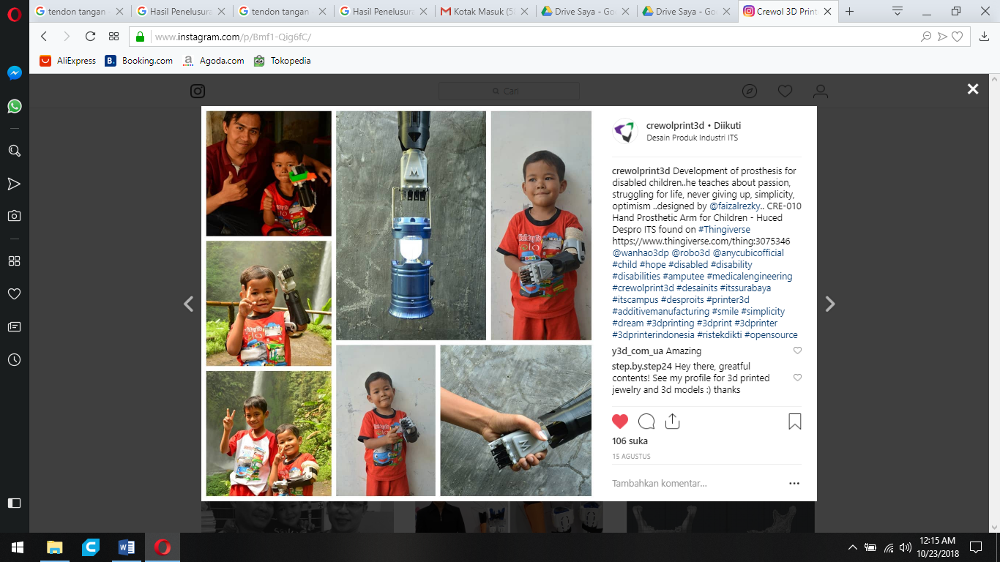 tendon tangan -
Hasil Penelusura
tendon tangan -
Hasil Penelusura
Kotak Masuk (5
Drive Saya - Goo
Drive Saya - Goo
Crewol 3D Print
www.instagram.com/p/Bmf1-Qig6fC/
AliExpress
B. Booking.com
a Agoda.com
Tokopedia
Cari
crewolprint3d • Diikuti
Desain Produk Industri ITS
crewolprint3d Development of prosthesis for
disabled children..he teaches about passion,
struggling for life, never giving up, simplicity,
optimism ..designed by @faizalrezky.. CRE-010
Hand Prosthetic Arm for Children - Huced
Despro ITS found on #Thingiverse
https://www.thingiverse.com/thing:3075346
@wanhao3dp @robo3d @anycubicofficial
#child #hope #disabled #disability
#disabilities #amputee #medicalengineering
#crewolprint3d #desainits #itssurabaya
#itscampus #desproits #printer3d
#additivemanufacturing #smile #simplicity
#dream #3dprinting #3dprint #3dprinter
#3dprinterindonesia #ristekdikti #opensource
y3d_com_ua Amazing
step.by.step24 Hey there, greatful
contents! See my profile for 3d printed
jewelry and 3d models :) thanks
106 suka
15 AGUSTUS
Tambahkan komentar...
12:15 AM
10/23/2018